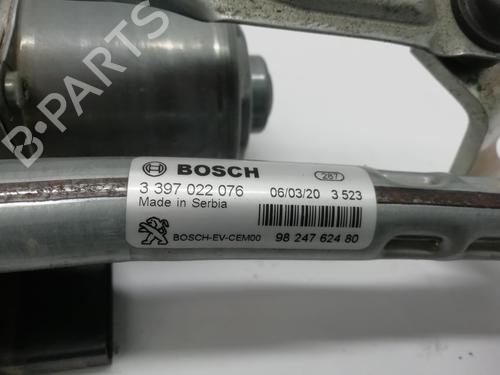 B-PARTS
BOSCH 267
3 397 022 076 06/03/20 3 523
Made in Serbia
BOSCH-EV-CEM00 98 247 624 80